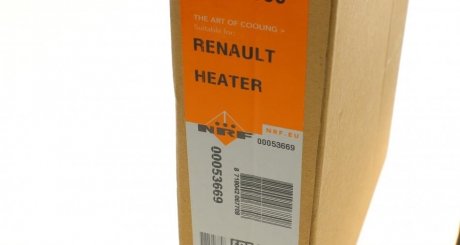 THE ART OF COOLING >
Suitable for:
RENAULT
HEATER
NRF
NRF.EU
00053669
00053669